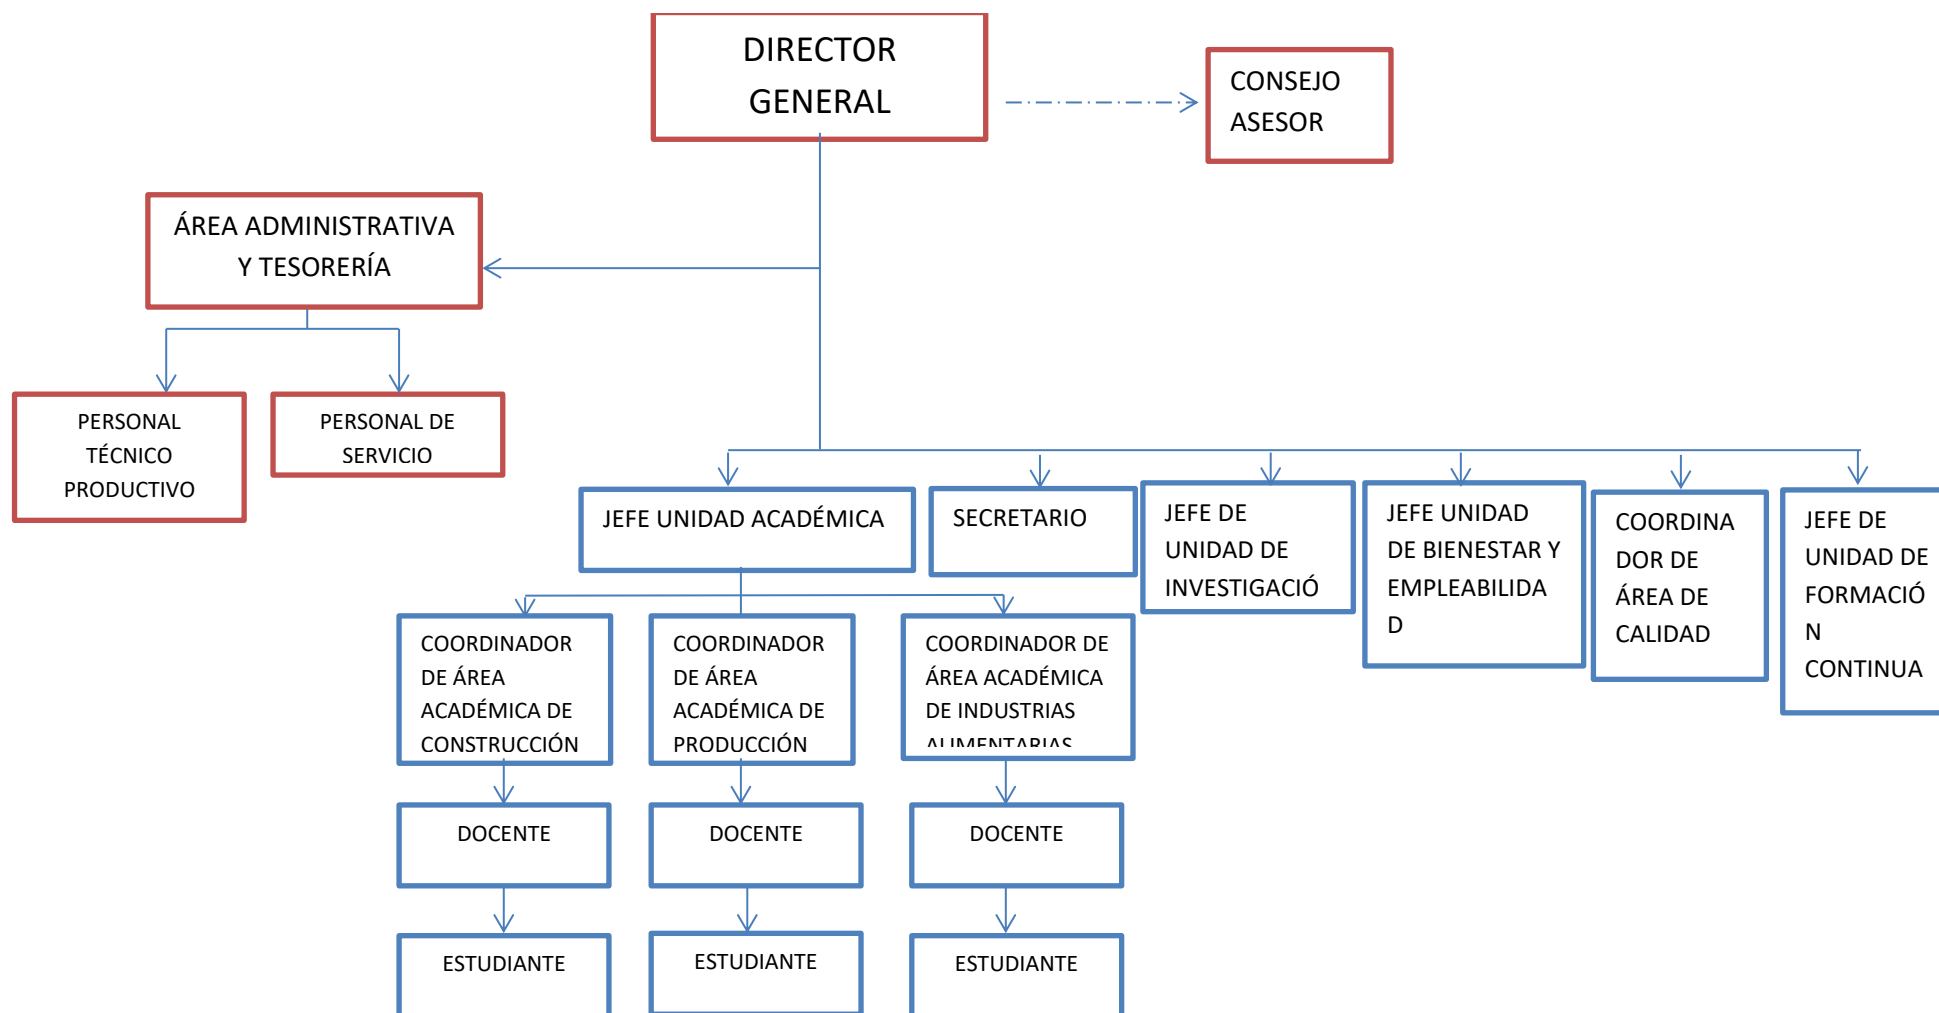 DIRECTOR
GENERAL
CONSEJO
ASESOR
ÁREA ADMINISTRATIVA
Y TESORERÍA
PERSONAL
TÉCNICO
PRODUCTIVO
PERSONAL DE
SERVICIO
JEFE UNIDAD ACADÉMICA
SECRETARIO
JEFE DE
UNIDAD DE
INVESTIGACIÓ
JEFE UNIDAD
DE BIENESTAR Y
EMPLEABILIDA
D
COORDINA
DOR DE
ÁREA DE
CALIDAD
JEFE DE
UNIDAD DE
FORMACIÓ
N
CONTINUA
COORDINADOR
DE ÁREA
ACADÉMICA DE
CONSTRUCCIÓN
COORDINADOR
DE ÁREA
ACADÉMICA DE
PRODUCCIÓN
COORDINADOR DE
ÁREA ACADÉMICA
DE INDUSTRIAS
ALIMENTARIAS
DOCENTE
DOCENTE
DOCENTE
ESTUDIANTE
ESTUDIANTE
ESTUDIANTE